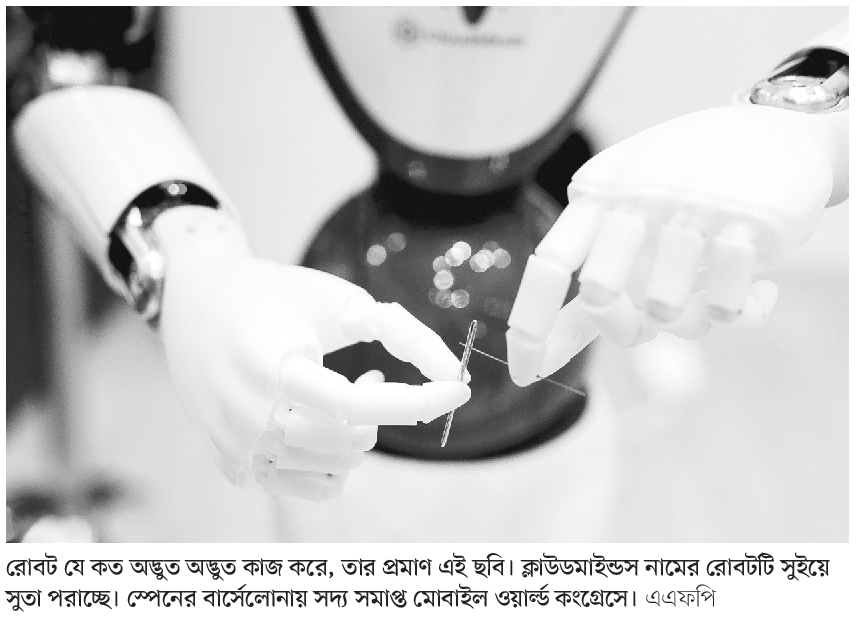 রোবট যে কত অদ্ভুত অদ্ভুত কাজ করে, তার প্রমাণ এই ছবি। ক্লাউডমাইন্ডস নামের রোবটটি সুইয়ে
সুতা পরাচ্ছে। স্পেনের বার্সেলোনায় সদ্য সমাপ্ত মোবাইল ওয়ার্ল্ড কংগ্রেসে। এএফপি